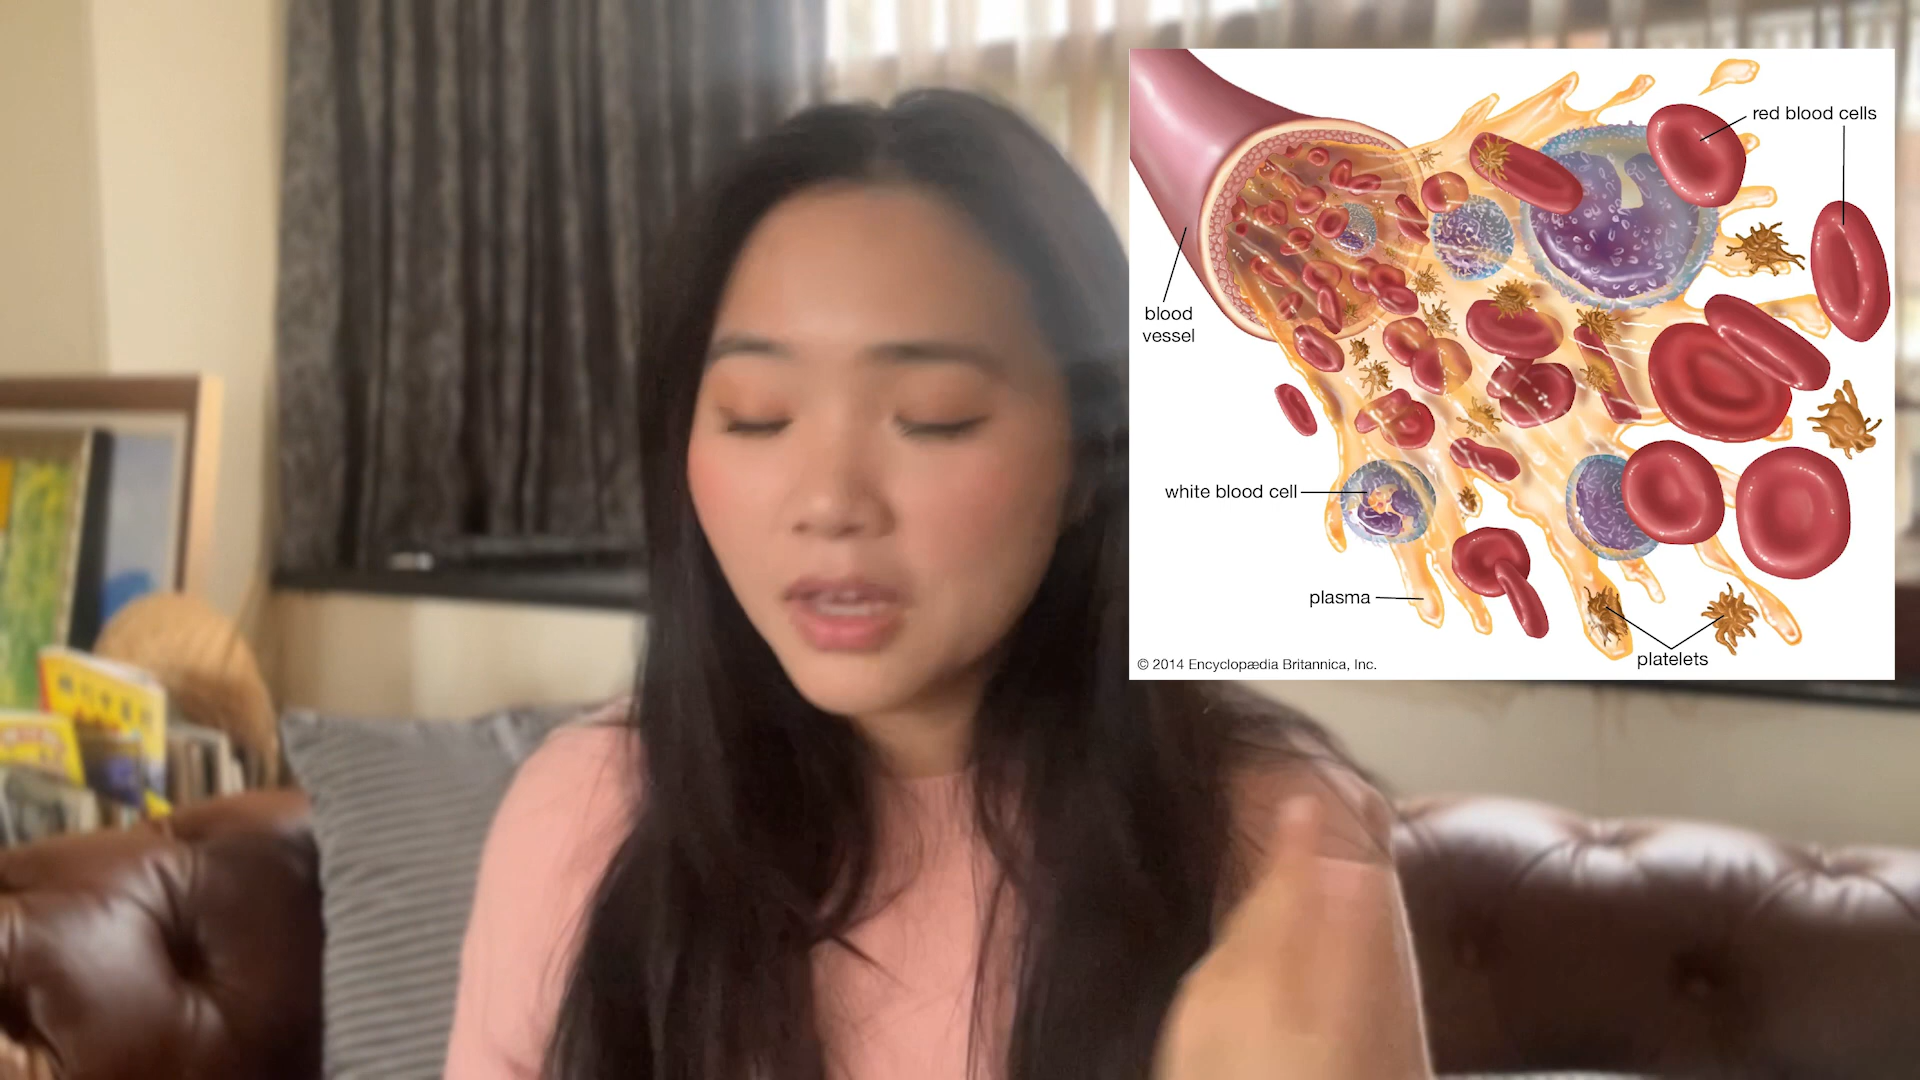 red blood cells
blood
vessel
white blood cell
plasma
platelets
© 2014 Encyclopædia Britannica, Inc.